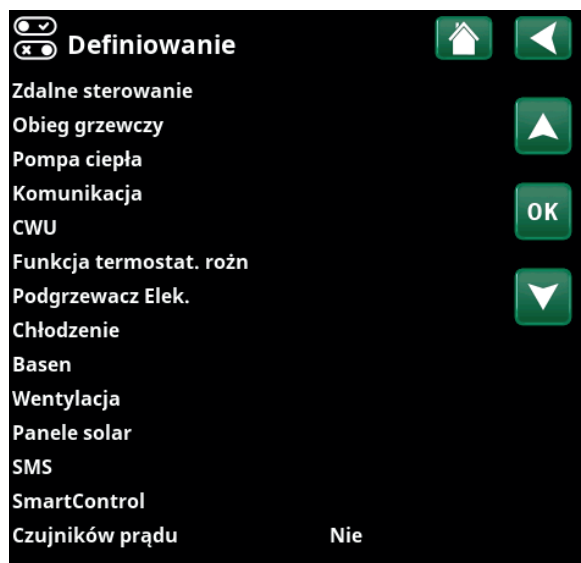 Definiowanie
Zdalne sterowanie
Obieg grzewczy
Pompa ciepła
Komunikacja
OK
CWU
Funkcja termostat. rożn
Podgrzewacz Elek.
Chłodzenie
Basen
Wentylacja
Panele solar
SMS
SmartControl
Czujników prądu Nie